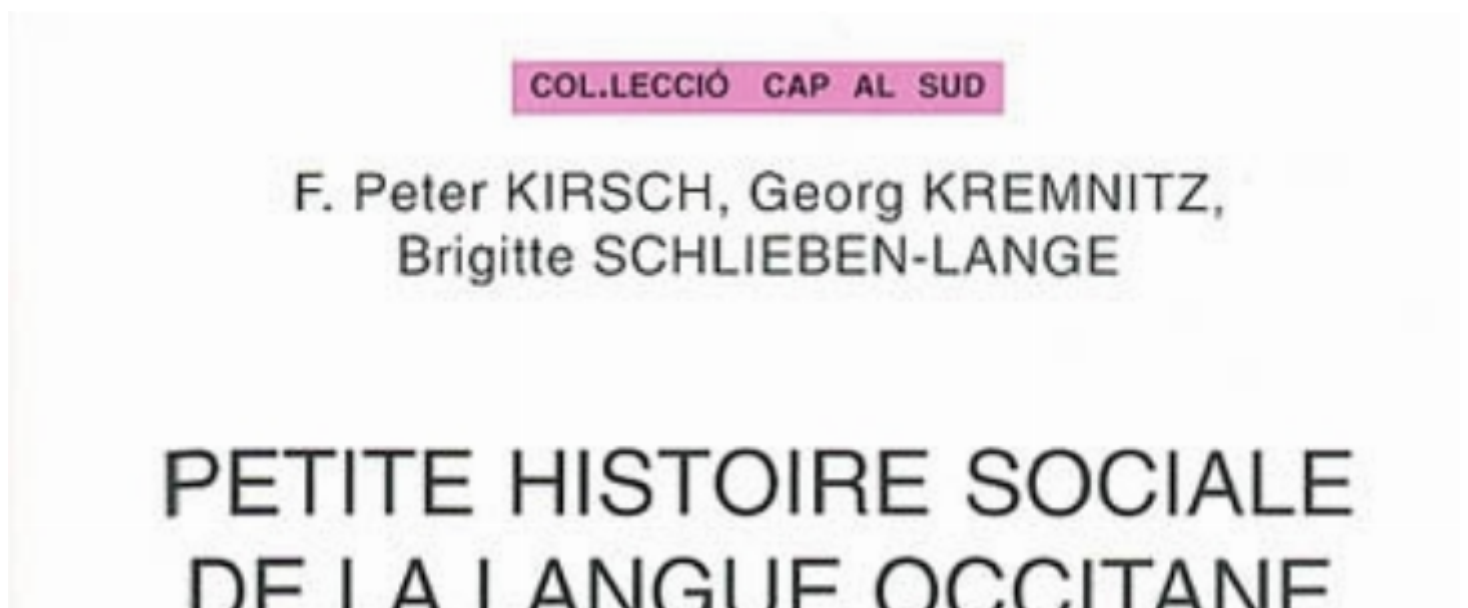 COL.LECCIÓ CAP AL SUD
F. Peter KIRSCH, Georg KREMNITZ,
Brigitte SCHLIEBEN-LANGE
PETITE HISTOIRE SOCIALE
DE LA LANGUE OCCITANE